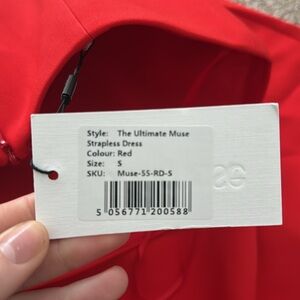 Style: The Ultimate Muse
Strapless Dress
Colour: Red
Size: S
SKU: Muse-55-RD-S
5 056771 200588